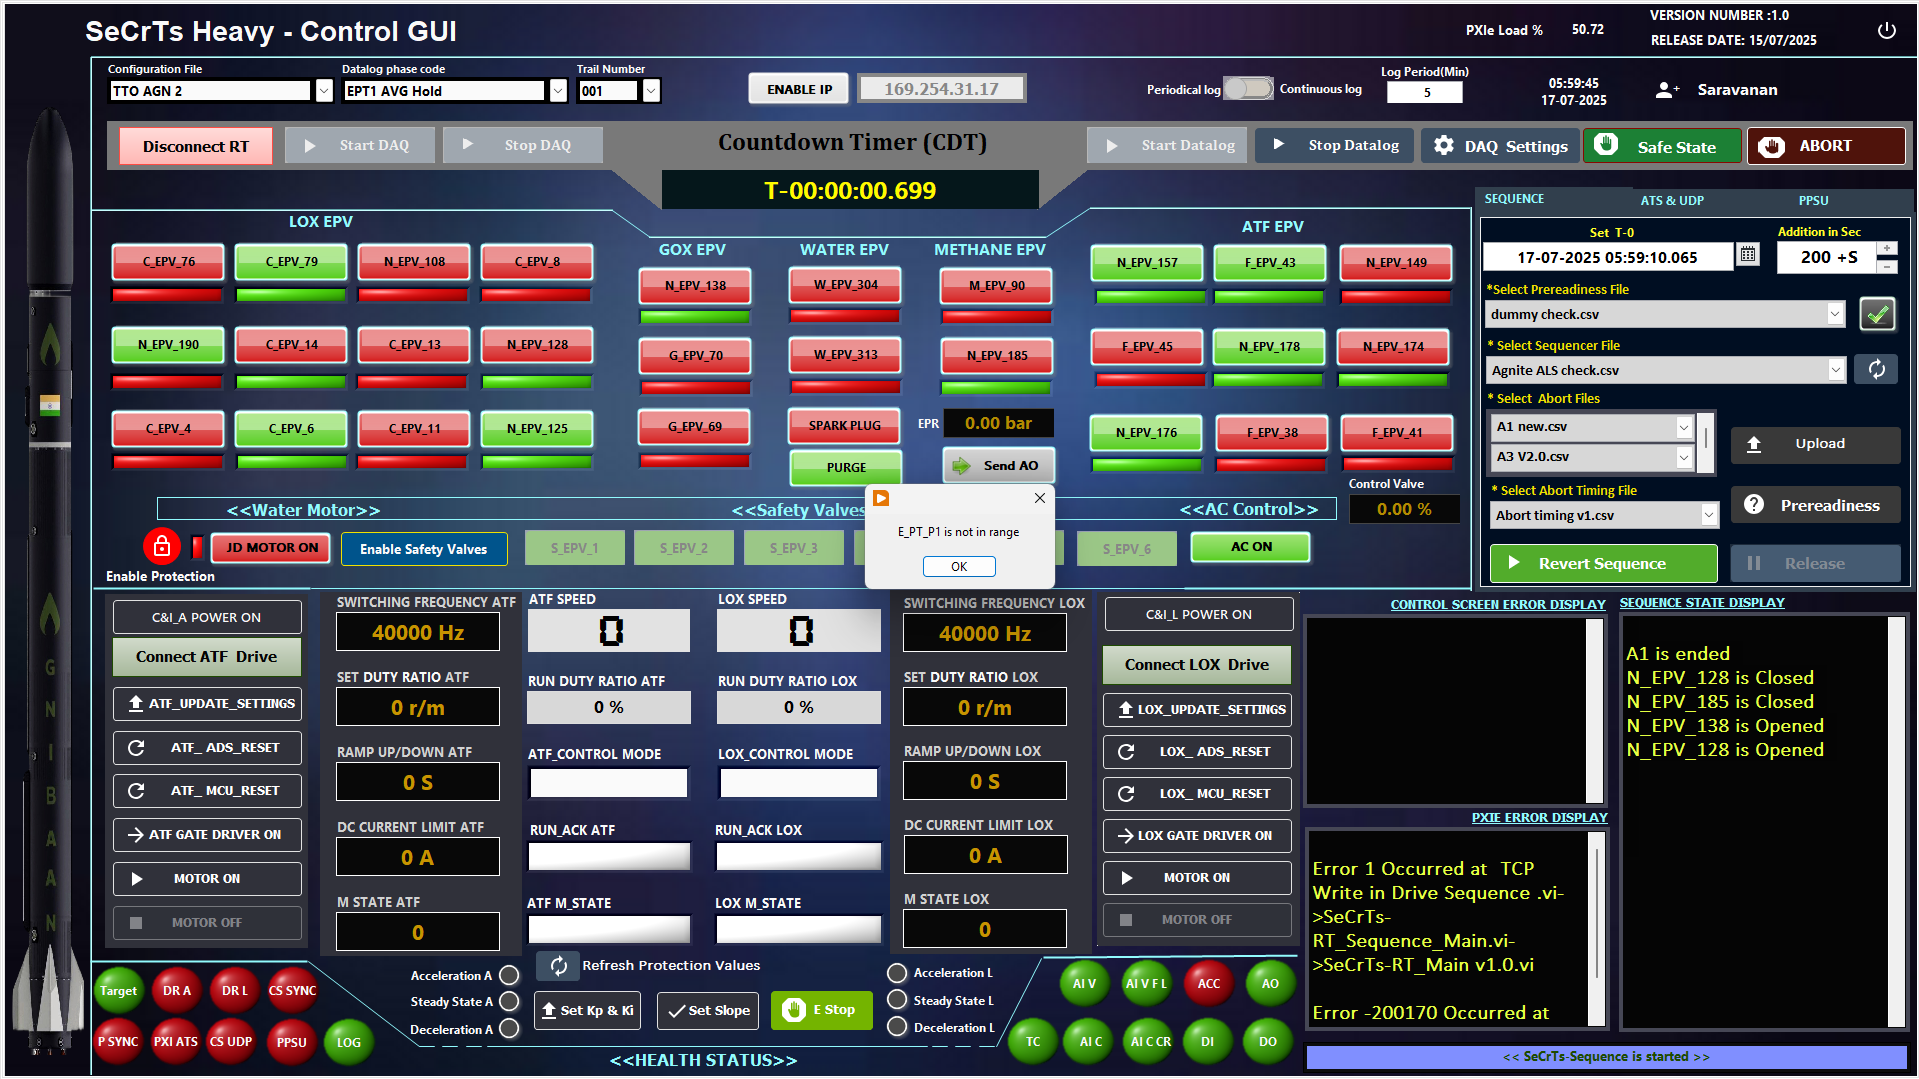 SeCrTs Heavy - Control GUI
PXIe Load %
50.72
VERSION NUMBER :1.0
RELEASE DATE: 15/07/2025
Configuration File
Datalog phase code
Trail Number
TTO AGN 2
EPT1 AVG Hold
001
ENABLE IP
169.254.31.17
Periodical log
Continuous log
Log Period(Min)
5
05:59:45
17-07-2025
Saravanan
Disconnect RT
Start DAQ
Stop DAQ
Countdown Timer (CDT)
T-00:00:00.699
Start Datalog
Stop Datalog
DAQ Settings
Safe State
ABORT
LOX EPV
C_EPV_76
C_EPV_79
N_EPV_108
C_EPV_8
N_EPV_190
C_EPV_14
C_EPV_13
N_EPV_128
C_EPV_4
C_EPV_6
C_EPV_11
N_EPV_125
GOX EPV
N_EPV_138
G_EPV_70
G_EPV_69
WATER EPV
W_EPV_304
W_EPV_313
SPARK PLUG
PURGE
METHANE EPV
M_EPV_90
N_EPV_185
EPR
0.00 bar
Send AO
ATF EPV
N_EPV_157
F_EPV_43
N_EPV_149
F_EPV_45
N_EPV_178
N_EPV_174
N_EPV_176
F_EPV_38
F_EPV_41
Control Valve
0.00 %
SEQUENCE
ATS & UDP
PPSU
Set T-0
Addition in Sec
17-07-2025 05:59:10.065
200 +S
*Select Prereadiness File
dummy check.csv
* Select Sequencer File
Agnite ALS check.csv
* Select Abort Files
A1 new.csv
A3 V2.0.csv
Upload
* Select Abort Timing File
Abort timing v1.csv
Prereadiness
Revert Sequence
Release
<<Water Motor>>
<<Safety Valves
<<AC Control>>
Enable Protection
JD MOTOR ON
Enable Safety Valves
S_EPV_1
S_EPV_2
S_EPV_3
S_EPV_6
AC ON
E_PT_P1 is not in range
OK
C&I_A POWER ON
Connect ATF Drive
ATF_UPDATE_SETTINGS
ATF_ ADS_RESET
ATF_ MCU_RESET
ATF GATE DRIVER ON
MOTOR ON
MOTOR OFF
SWITCHING FREQUENCY ATF
40000 Hz
SET DUTY RATIO ATF
0 r/m
RAMP UP/DOWN ATF
0 S
DC CURRENT LIMIT ATF
0 A
M STATE ATF
0
ATF SPEED
0
RUN DUTY RATIO ATF
0 %
ATF_CONTROL MODE
RUN_ACK ATF
ATF M_STATE
LOX SPEED
0
RUN DUTY RATIO LOX
0 %
LOX_CONTROL MODE
RUN_ACK LOX
LOX M_STATE
SWITCHING FREQUENCY LOX
40000 Hz
SET DUTY RATIO LOX
0 r/m
RAMP UP/DOWN LOX
0 S
DC CURRENT LIMIT LOX
0 A
M STATE LOX
0
C&I_L POWER ON
Connect LOX Drive
LOX_UPDATE_SETTINGS
LOX_ ADS_RESET
LOX_ MCU_RESET
LOX GATE DRIVER ON
MOTOR ON
MOTOR OFF
CONTROL SCREEN ERROR DISPLAY
PXIE ERROR DISPLAY
Error 1 Occurred at TCP
Write in Drive Sequence .vi-
>SeCrTs-
RT_Sequence_Main.vi-
>SeCrTs-RT_Main v1.0.vi
Error -200170 Occurred at
SEQUENCE STATE DISPLAY
A1 is ended
N_EPV_128 is Closed
N_EPV_185 is Closed
N_EPV_138 is Opened
N_EPV_128 is Opened
<< SeCrTs-Sequence is started >>
Target
DR A
DR L
CS SYNC
P SYNC
PXI ATS
CS UDP
PPSU
LOG
Acceleration A
Steady State A
Deceleration A
Refresh Protection Values
Set Kp & Ki
Set Slope
E Stop
Acceleration L
Steady State L
Deceleration L
<<HEALTH STATUS>>
AI V
AI V F L
ACC
AO
TC
AI C
AI C CR
DI
DO
A
G
N
I
B
A
A
N